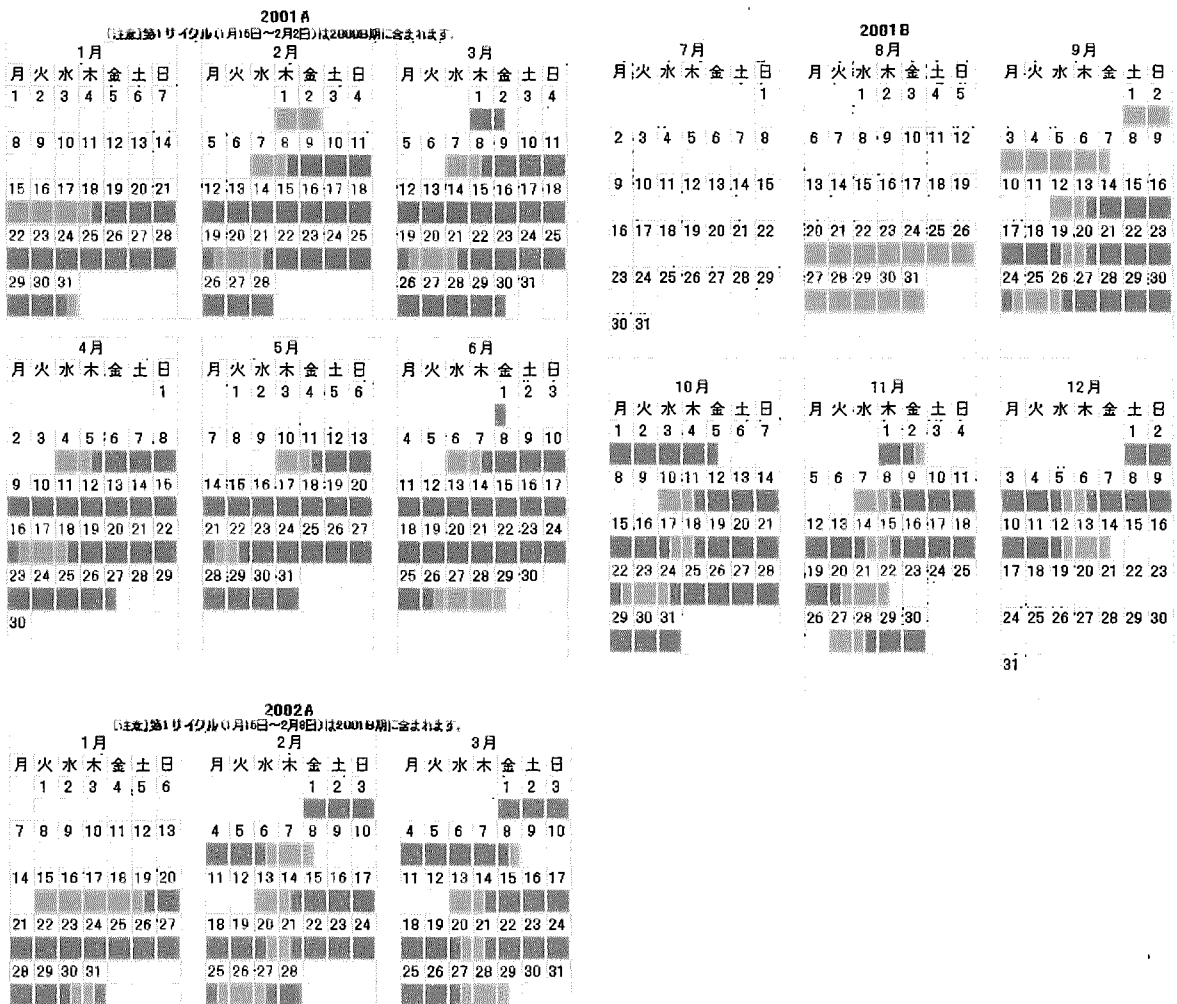 2001A
[注意]第1サイクル(1月15日~2月2日)は2000B期に含まれます。
1月
月 火 水 木 金 土 日
1 2 3 4 5 6 7
8 9 10 11 12 13 14
15 16 17 18 19 20 21
22 23 24 25 26 27 28
29 30 31
2月
月 火 水 木 金 土 日
1 2 3 4
5 6 7 8 9 10 11
12 13 14 15 16 17 18
19 20 21 22 23 24 25
26 27 28
3月
月 火 水 木 金 土 日
1 2 3 4
5 6 7 8 9 10 11
12 13 14 15 16 17 18
19 20 21 22 23 24 25
26 27 28 29 30 31
4月
月 火 水 木 金 土 日
1
2 3 4 5 6 7 8
9 10 11 12 13 14 15
16 17 18 19 20 21 22
23 24 25 26 27 28 29
30
5月
月 火 水 木 金 土 日
1 2 3 4 5 6
7 8 9 10 11 12 13
14 15 16 17 18 19 20
21 22 23 24 25 26 27
28 29 30 31
6月
月 火 水 木 金 土 日
1 2 3
4 5 6 7 8 9 10
11 12 13 14 15 16 17
18 19 20 21 22 23 24
25 26 27 28 29 30
2001B
7月
月 火 水 木 金 土 日
1
2 3 4 5 6 7 8
9 10 11 12 13 14 15
16 17 18 19 20 21 22
23 24 25 26 27 28 29
30 31
8月
月 火 水 木 金 土 日
1 2 3 4 5
6 7 8 9 10 11 12
13 14 15 16 17 18 19
20 21 22 23 24 25 26
27 28 29 30 31
9月
月 火 水 木 金 土 日
1 2
3 4 5 6 7 8 9
10 11 12 13 14 15 16
17 18 19 20 21 22 23
24 25 26 27 28 29 30
10月
月 火 水 木 金 土 日
1 2 3 4 5 6 7
8 9 10 11 12 13 14
15 16 17 18 19 20 21
22 23 24 25 26 27 28
29 30 31
11月
月 火 水 木 金 土 日
1 2 3 4
5 6 7 8 9 10 11
12 13 14 15 16 17 18
19 20 21 22 23 24 25
26 27 28 29 30
12月
月 火 水 木 金 土 日
1 2
3 4 5 6 7 8 9
10 11 12 13 14 15 16
17 18 19 20 21 22 23
24 25 26 27 28 29 30
31
2002A
[注意]第1サイクル(1月15日~2月8日)は2001B期に含まれます。
1月
月 火 水 木 金 土 日
1 2 3 4 5 6
7 8 9 10 11 12 13
14 15 16 17 18 19 20
21 22 23 24 25 26 27
28 29 30 31
2月
月 火 水 木 金 土 日
1 2 3
4 5 6 7 8 9 10
11 12 13 14 15 16 17
18 19 20 21 22 23 24
25 26 27 28
3月
月 火 水 木 金 土 日
1 2 3
4 5 6 7 8 9 10
11 12 13 14 15 16 17
18 19 20 21 22 23 24
25 26 27 28 29 30 31